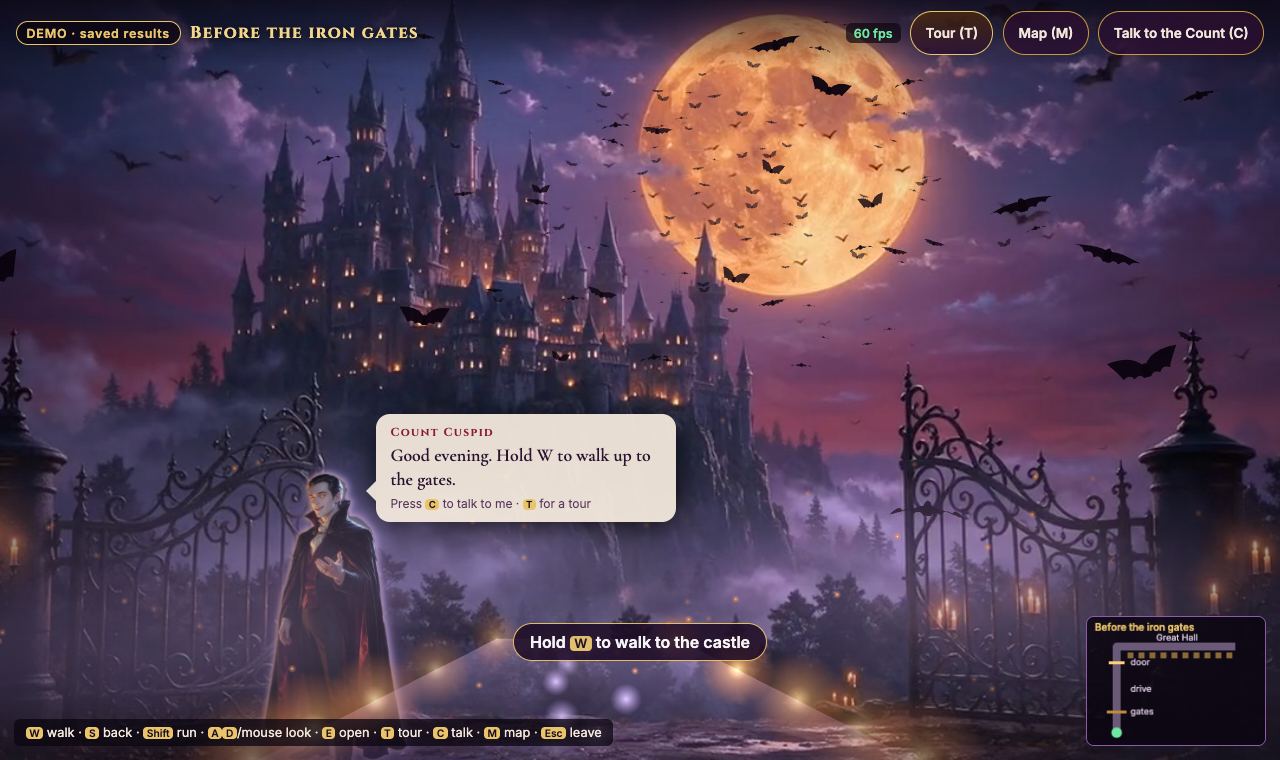 DEMO · saved results
Before the iron gates
60 fps
Tour (T)
Map (M)
Talk to the Count (C)
Count Cuspid
Good evening. Hold W to walk up to
the gates.
Press C to talk to me · T for a tour
Hold W to walk to the castle
Before the iron gates
Great Hall
door
drive
gates
W walk · S back · Shift run · A D/mouse look · E open · T tour · C talk · M map · Esc leave